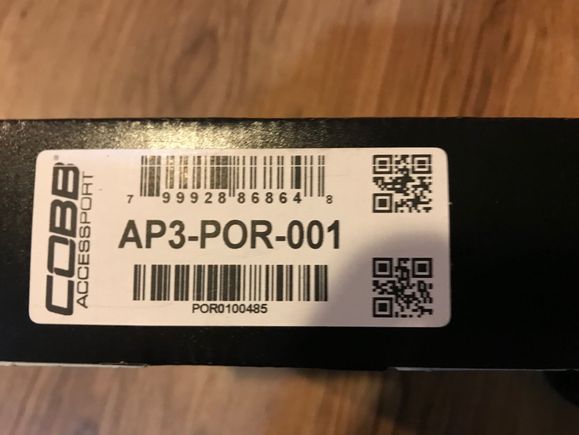 COBB
ACCESSPORT
7 99928 86864 8
AP3-POR-001
POR0100485